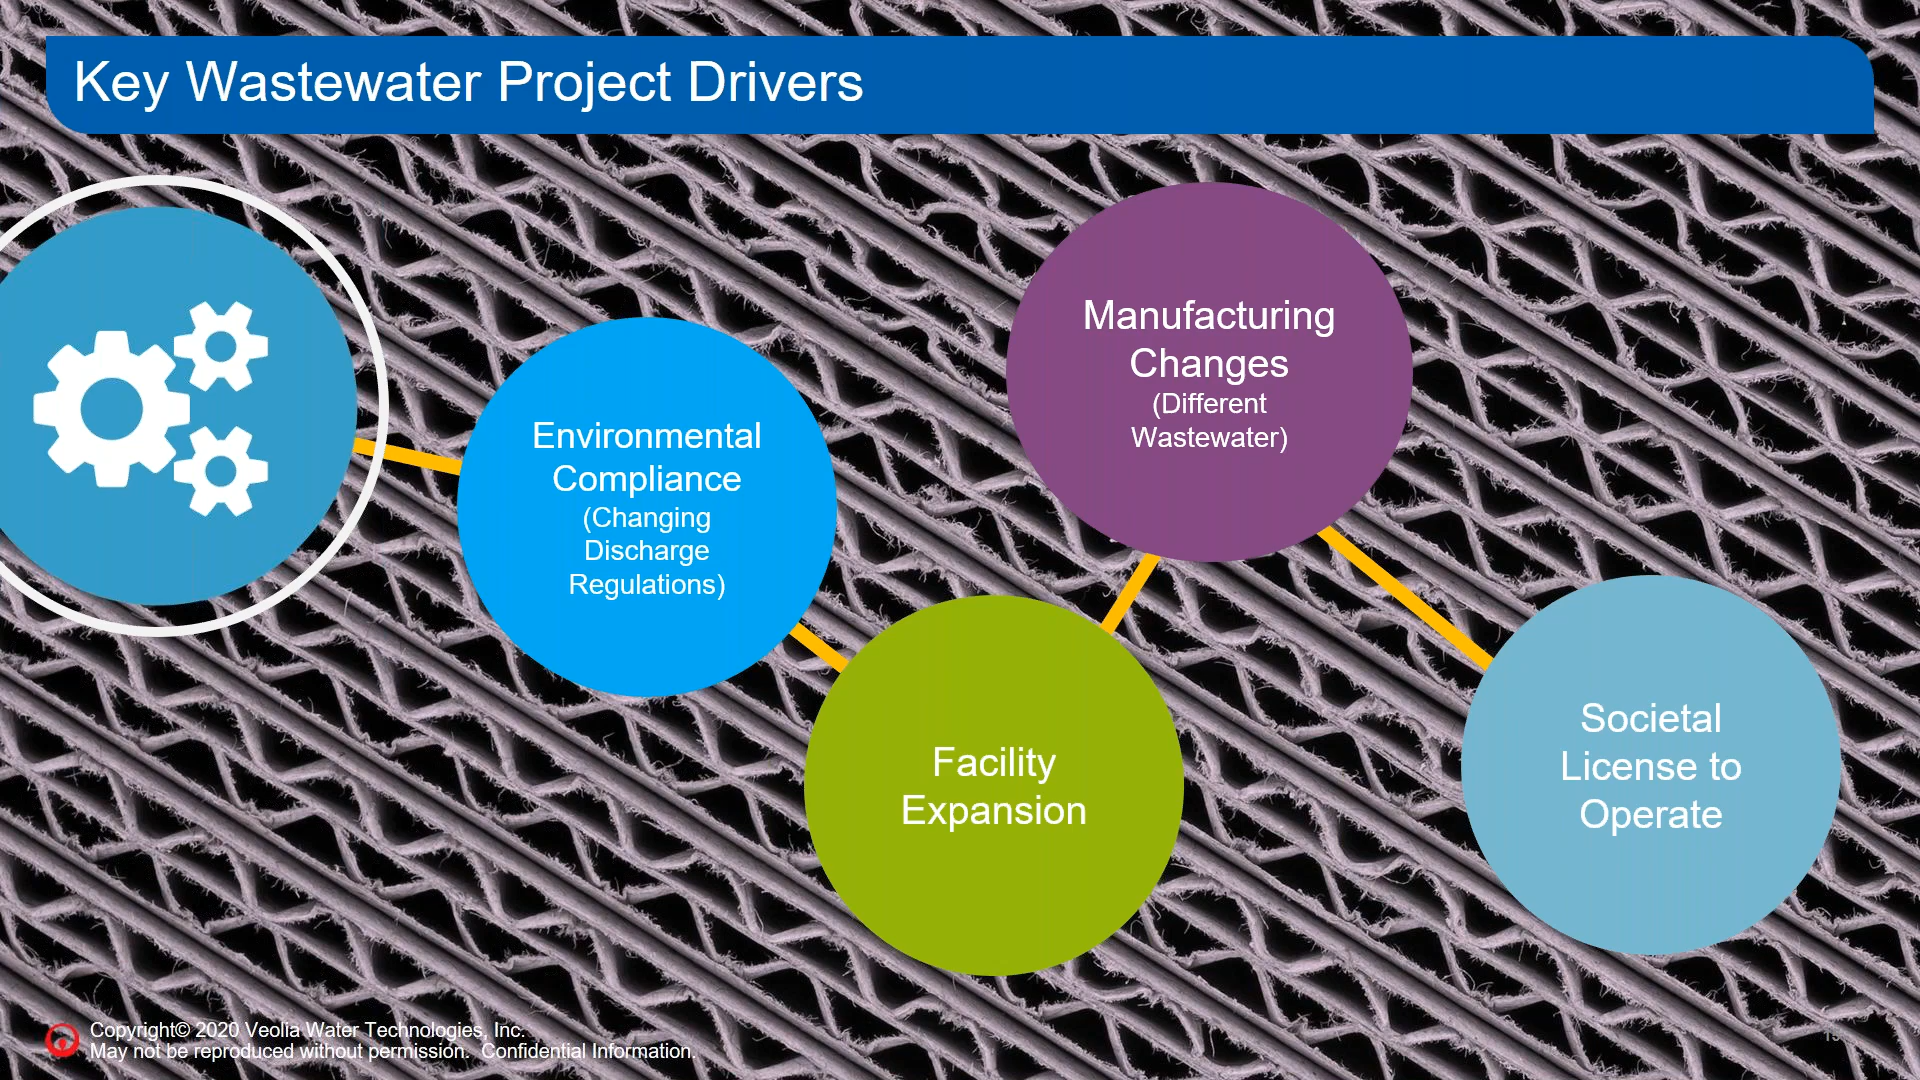 Key Wastewater Project Drivers
Manufacturing
Changes
(Different
Wastewater)
Environmental
Compliance
(Changing
Discharge
Regulations)
Facility
Expansion
Societal
License to
Operate
Copyright© 2020 Veolia Water Technologies, Inc.
May not be reproduced without permission. Confidential Information.